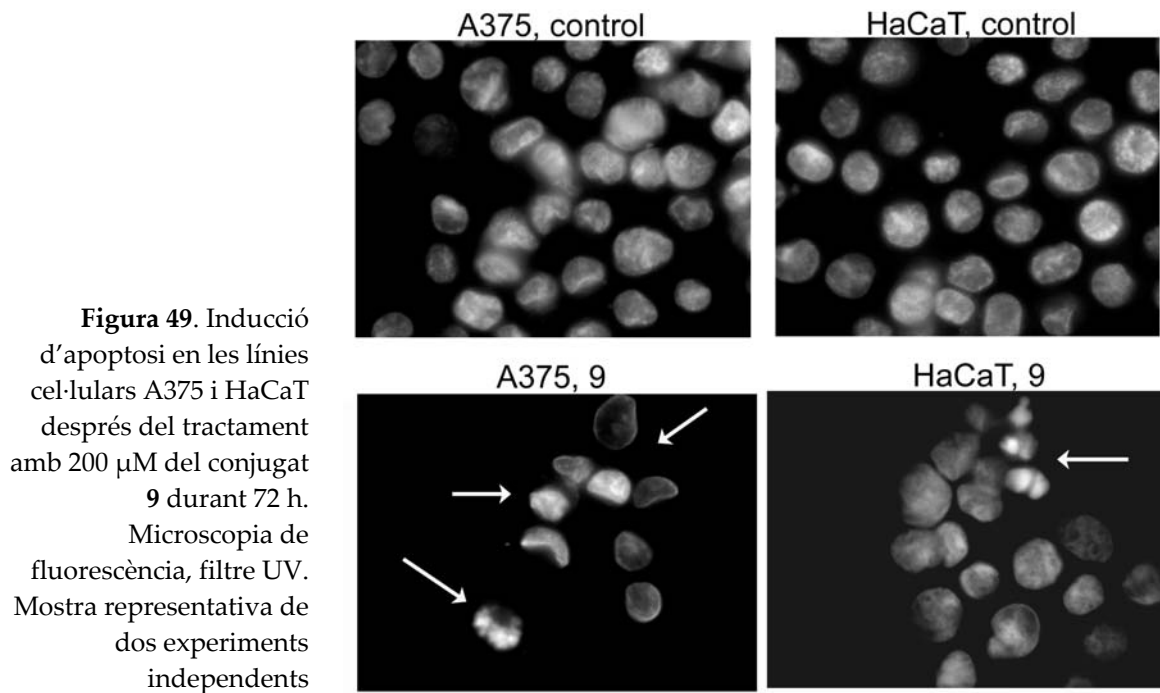 A375, control
HaCaT, control
Figura 49. Inducció
d'apoptosi en les línies
cel·lulars A375 i HaCaT
després del tractament
amb 200 µM del conjugat
9 durant 72 h.
Microscopia de
fluorescència, filtre UV.
Mostra representativa de
dos experiments
independents
A375, 9
HaCaT, 9